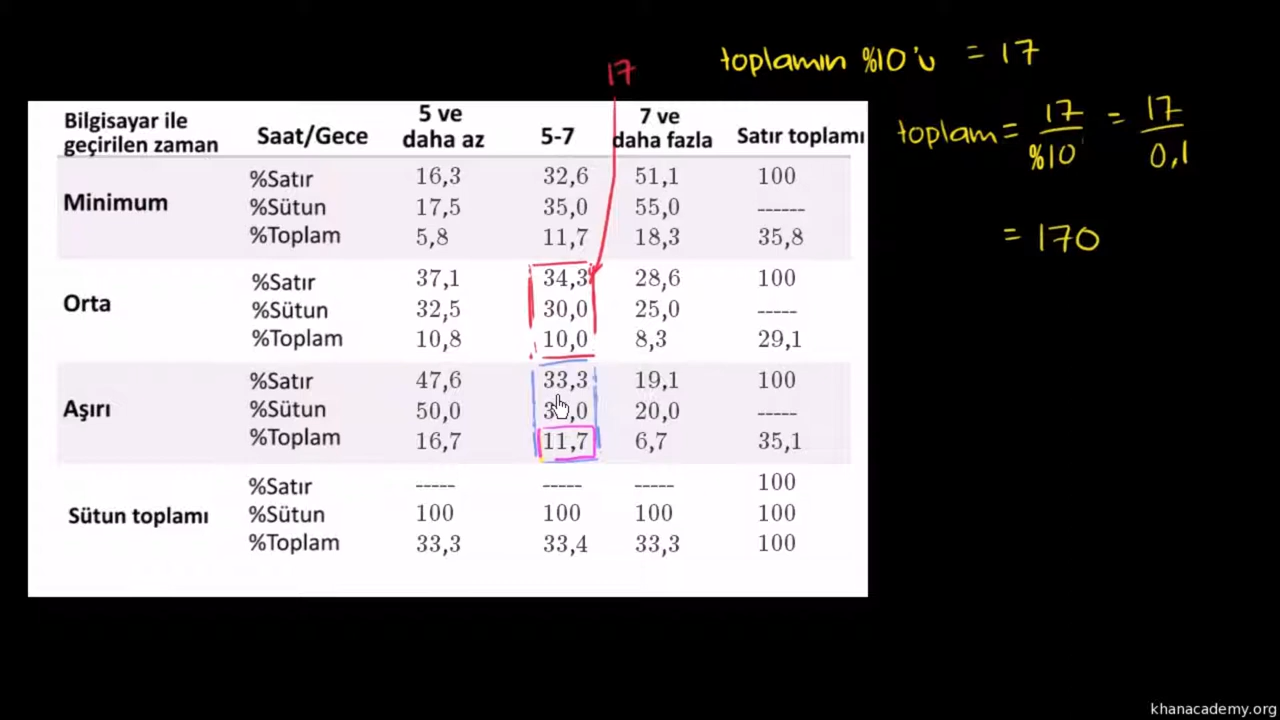 toplamın %10'u = 17
17
toplam = 17 / %10 = 17 / 0,1
= 170
Bilgisayar ile geçirilen zaman Saat/Gece 5 ve daha az 5-7 7 ve daha fazla Satır toplamı
Minimum
%Satır 16,3 32,6 51,1 100
%Sütun 17,5 35,0 55,0 ------
%Toplam 5,8 11,7 18,3 35,8
Orta
%Satır 37,1 34,3 28,6 100
%Sütun 32,5 30,0 25,0 -----
%Toplam 10,8 10,0 8,3 29,1
Aşırı
%Satır 47,6 33,3 19,1 100
%Sütun 50,0 20,0 -----
%Toplam 16,7 11,7 6,7 35,1
Sütun toplamı
%Satır ----- ----- ----- 100
%Sütun 100 100 100 100
%Toplam 33,3 33,4 33,3 100
khanacademy.org